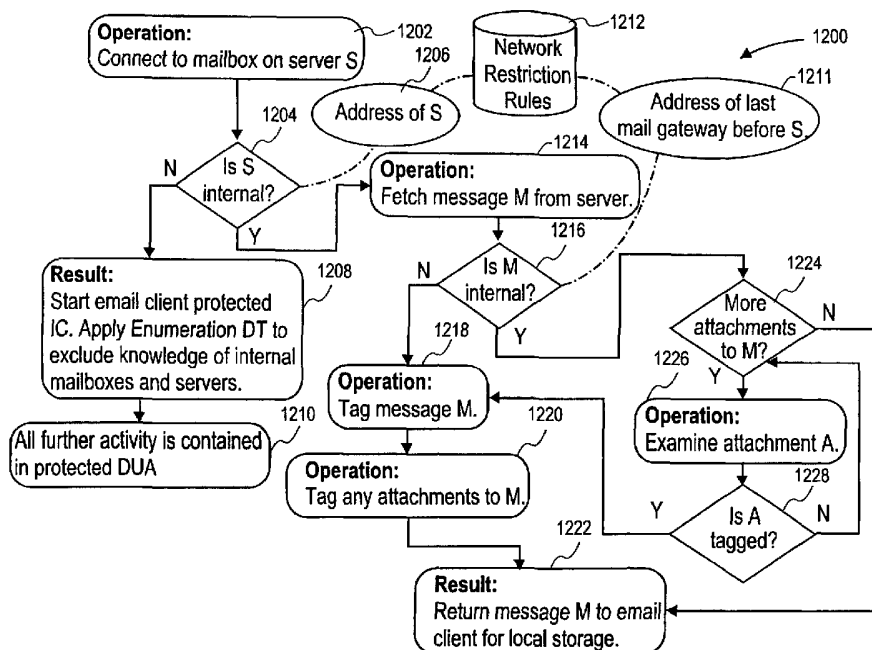 1202
Operation:
Connect to mailbox on server S
1212
Network
Restriction
Rules
1200
1206
Address of S
1211
Address of last
mail gateway before S.
1204
Is S
internal?
N
Y
1214
Operation:
Fetch message M from server.
1216
Is M
internal?
N
Y
1208
Result:
Start email client protected
IC. Apply Enumeration DT to
exclude knowledge of internal
mailboxes and servers.
1210
All further activity is contained
in protected DUA
1218
Operation:
Tag message M.
1220
Operation:
Tag any attachments to M.
1224
More
attachments
to M?
N
Y
1226
Operation:
Examine attachment A.
1228
Is A
tagged?
Y
N
1222
Result:
Return message M to email
client for local storage.